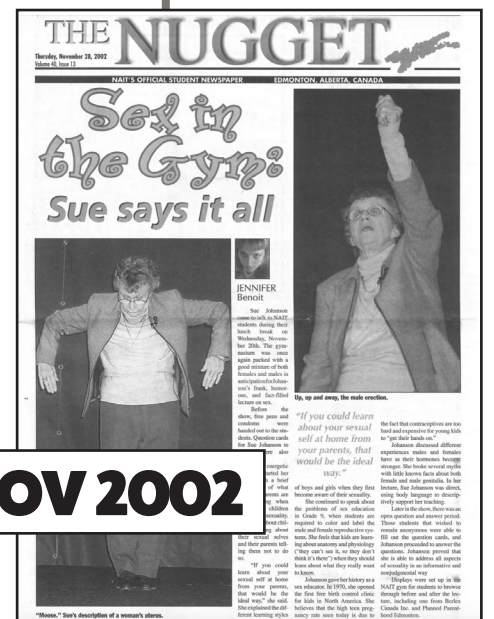 THE NUGGET
Thursday, November 28, 2002
Volume 40, Issue 13
NAIT'S OFFICIAL STUDENT NEWSPAPER EDMONTON, ALBERTA, CANADA
Sex in
the Gym:
Sue says it all
JENNIFER
Benoit
Sue Johanson
came to talk to NAIT
students during their
lunch break on
Wednesday, Novem-
ber 20th. The gym-
nasium was once
again packed with a
good mixture of both
females and males in
anticipation for Johan-
son's frank, humor-
ous, and fact-filled
lecture on sex.
Before the
show, free pens and
condoms were
handed out to the stu-
dents. Question cards
for Sue Johanson to
were also
energetic
started her
a brief
of what
parents are
when
children
sexuality.
about chil-
about
their sexual selves
and their parents tell-
ing them not to do
us.
"If you could
learn about your
sexual self at home
from your parents,
that would be the
ideal way," she said.
She explained the dif-
ferent learning styles
Up, up and away, the male erection.
"If you could learn
about your sexual
self at home from
your parents, that
would be the ideal
way."
of boys and girls when they first
become aware of their sexuality.
She continued to speak about
the problems of sex education
in Grade 9, when students are
required to color and label the
male and female reproductive sys-
tems. She feels that kids are learn-
ing about anatomy and physiology
("they can't see it, so they don't
think it's there") when they should
learn about what they really want
to know.
Johanson gave her history as a
sex educator. In 1970, she opened
the first free birth control clinic
for kids in North America. She
believes that the high teen preg-
nancy rate seen today is due to
the fact that contraceptives are too
hard and expensive for young kids
to "get their hands on."
Johanson discussed different
experiences males and females
have as their hormones become
stronger. She broke several myths
with little known facts about both
female and male genitalia. In her
lecture, Sue Johanson was direct,
using body language to descrip-
tively support her teaching.
Later in the show, there was an
open question and answer period.
Those students that wished to
remain anonymous were able to
fill out the question cards, and
Johanson proceeded to answer the
questions. Johanson proved that
she is able to address all aspects
of sexuality in an informative and
nonjudgmental way
Displays were set up in the
NAIT gym for students to browse
through before and after the lec-
ture, including one from Berlex
Canada Inc. and Planned Parent-
hood Edmonton.
"Moose." Sue's description of a woman's uterus.
OV 2002